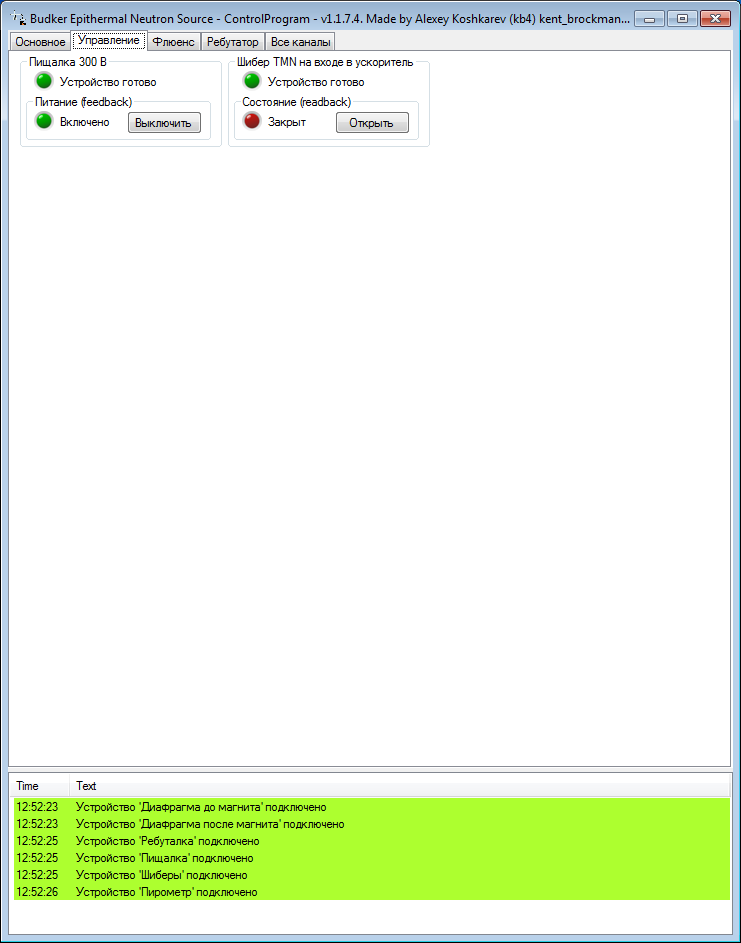 Budker Epithermal Neutron Source - ControlProgram - v1.1.7.4. Made by Alexey Koshkarev (kb4) kent_brockman...
Основное Управление Флюенс Ребутатор Все каналы
Пищалка 300 В
Устройство готово
Питание (feedback)
Включено Выключить
Шибер TMN на входе в ускоритель
Устройство готово
Состояние (readback)
Закрыт Открыть
Time Text
12:52:23 Устройство 'Диафрагма до магнита' подключено
12:52:23 Устройство 'Диафрагма после магнита' подключено
12:52:25 Устройство 'Ребуталка' подключено
12:52:25 Устройство 'Пищалка' подключено
12:52:25 Устройство 'Шиберы' подключено
12:52:26 Устройство 'Пирометр' подключено